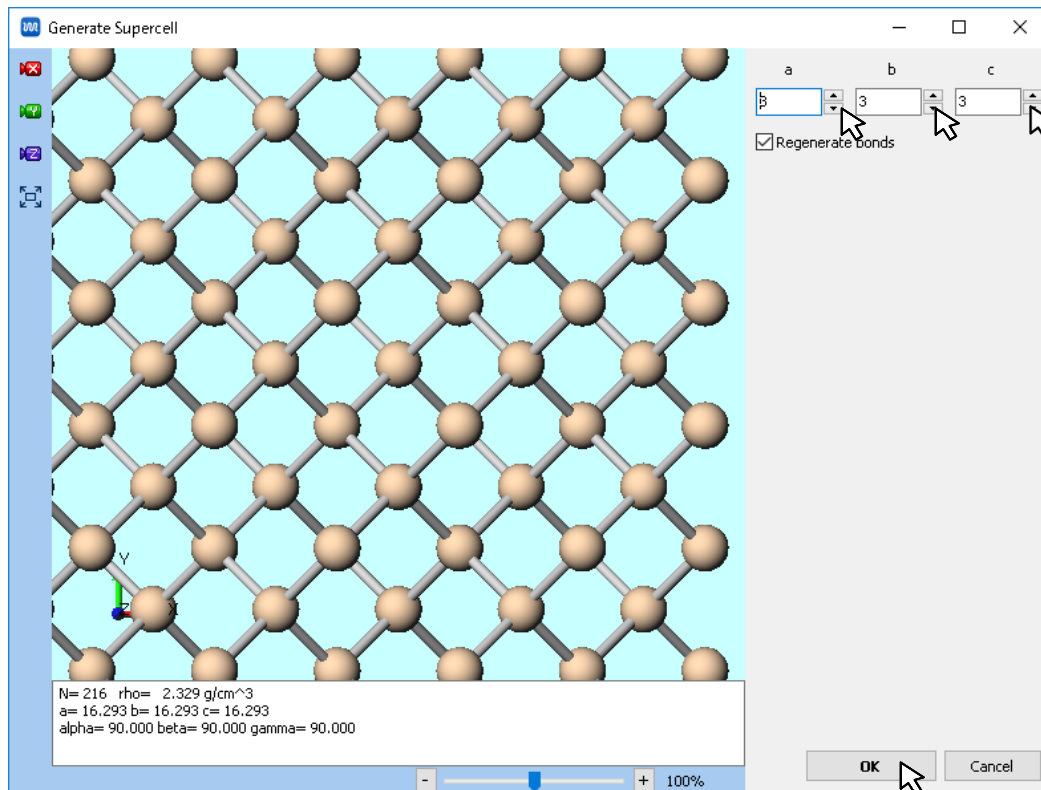 Generate Supercell
a b c
3 3 3
Regenerate bonds
X
Y
Z
Y
Z X
N= 216 rho= 2.329 g/cm^3
a= 16.293 b= 16.293 c= 16.293
alpha= 90.000 beta= 90.000 gamma= 90.000
OK Cancel
- + 100%